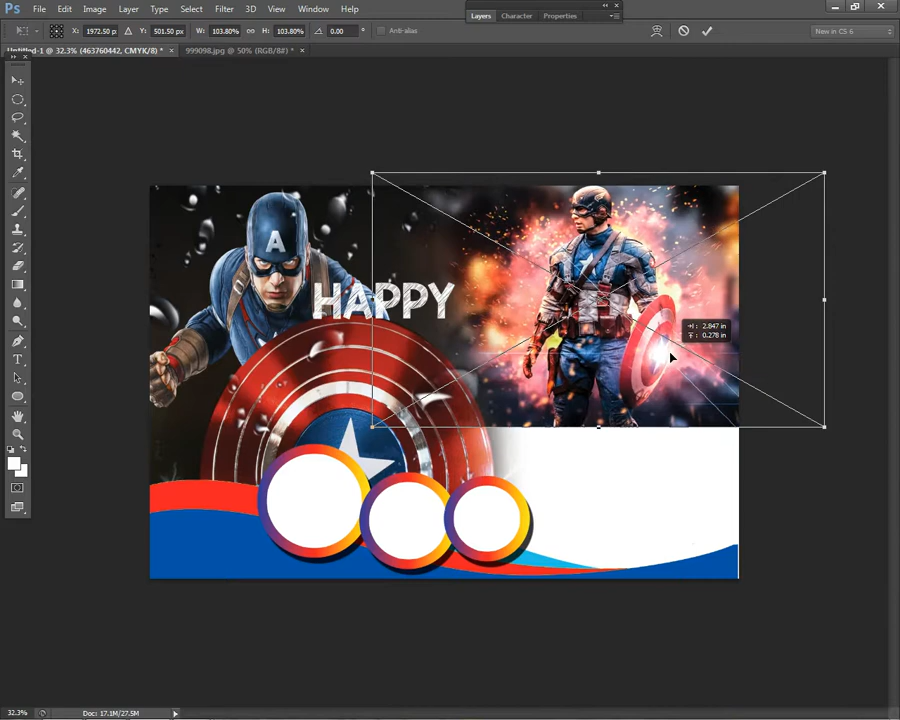 Ps File Edit Image Layer Type Select Filter 3D View Window Help
Layers Character Properties
X: 1972.50 p Y: 501.50 px W: 103.80% H: 103.80% 0.00 Anti-alias New in CS 6
Untitled-1 @ 32.3% (463760442, CMYK/8) * × 999098.jpg @ 50% (RGB/8#) * ×
A
HAPPY
H: 2.847 in
: 0.278 in
T
32.3% Doc: 17.1M/27.5M